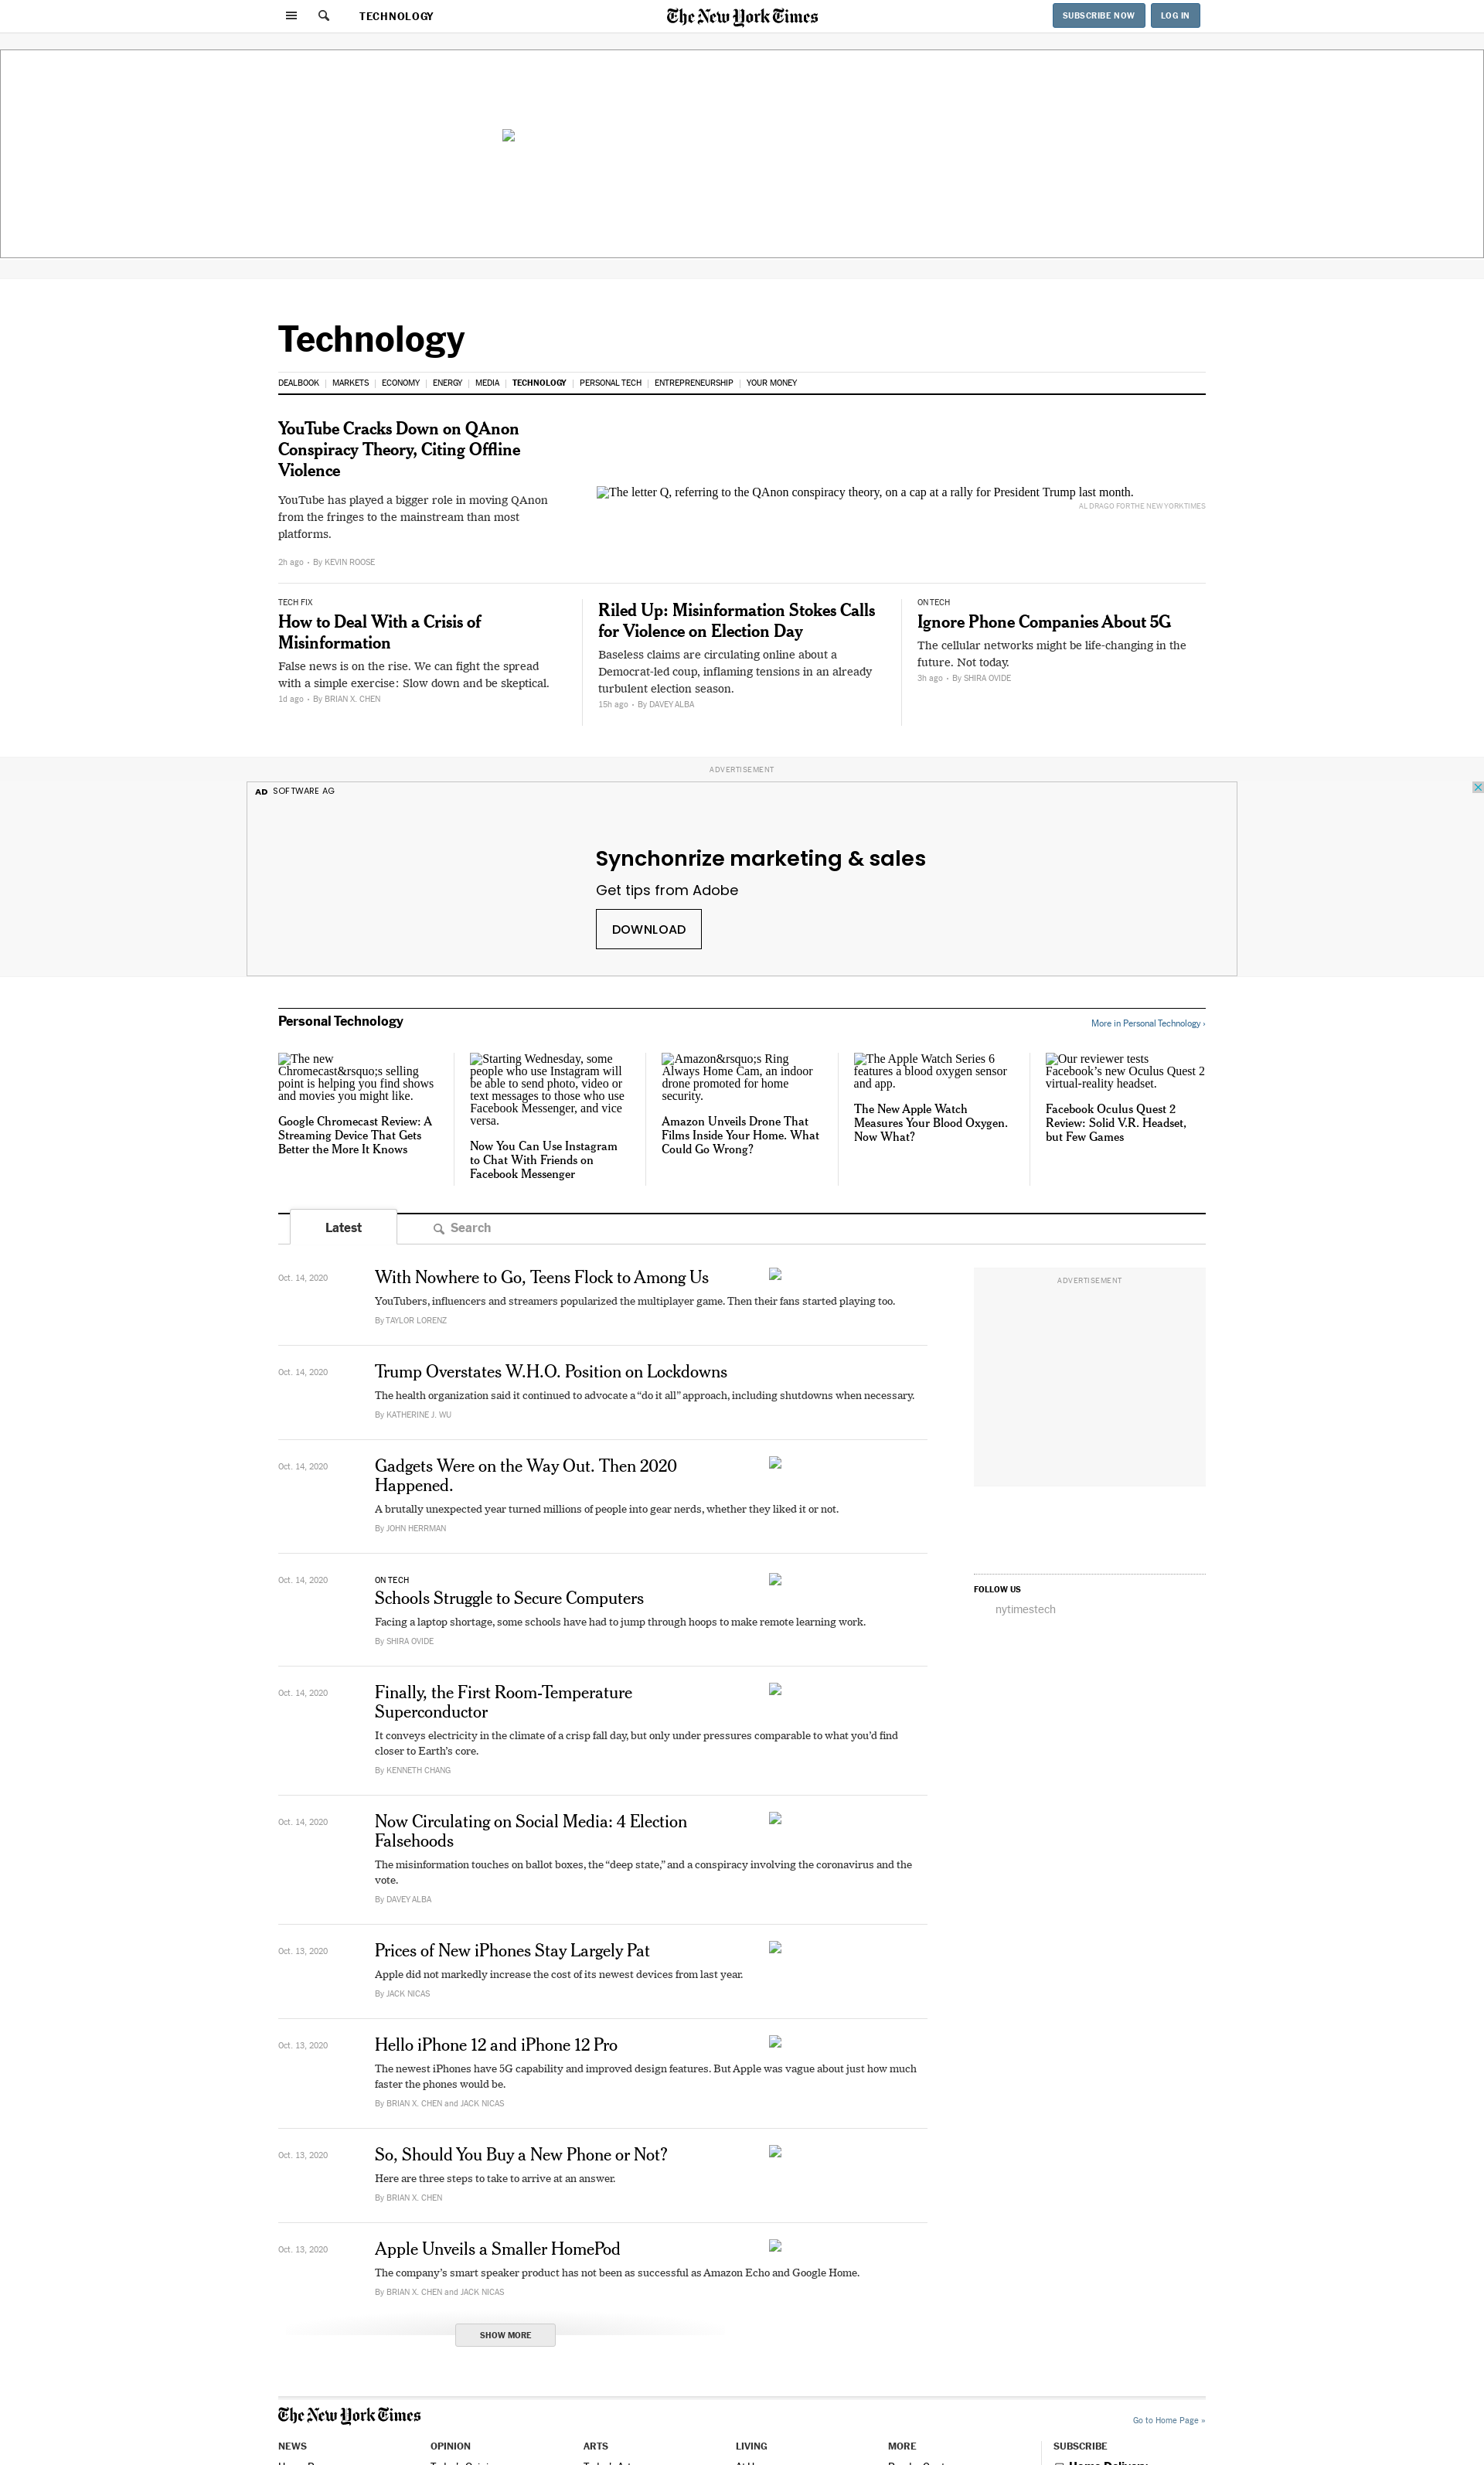 TECHNOLOGY
The New York Times
SUBSCRIBE NOW
LOG IN
Technology
DEALBOOK
MARKETS
ECONOMY
ENERGY
MEDIA
TECHNOLOGY
PERSONAL TECH
ENTREPRENEURSHIP
YOUR MONEY
YouTube Cracks Down on QAnon
Conspiracy Theory, Citing Offline
Violence
YouTube has played a bigger role in moving QAnon
from the fringes to the mainstream than most
platforms.
2h ago • By KEVIN ROOSE
The letter Q, referring to the QAnon conspiracy theory, on a cap at a rally for President Trump last month.
AL DRAGO FOR THE NEW YORK TIMES
TECH FIX
How to Deal With a Crisis of
Misinformation
False news is on the rise. We can fight the spread
with a simple exercise: Slow down and be skeptical.
1d ago • By BRIAN X. CHEN
Riled Up: Misinformation Stokes Calls
for Violence on Election Day
Baseless claims are circulating online about a
Democrat-led coup, inflaming tensions in an already
turbulent election season.
15h ago • By DAVEY ALBA
ON TECH
Ignore Phone Companies About 5G
The cellular networks might be life-changing in the
future. Not today.
3h ago • By SHIRA OVIDE
ADVERTISEMENT
AD SOFTWARE AG
Synchonrize marketing & sales
Get tips from Adobe
DOWNLOAD
Personal Technology
More in Personal Technology ›
The new
Chromecast&rsquo;s selling
point is helping you find shows
and movies you might like.
Google Chromecast Review: A
Streaming Device That Gets
Better the More It Knows
Starting Wednesday, some
people who use Instagram will
be able to send photo, video or
text messages to those who use
Facebook Messenger, and vice
versa.
Now You Can Use Instagram
to Chat With Friends on
Facebook Messenger
Amazon&rsquo;s Ring
Always Home Cam, an indoor
drone promoted for home
security.
Amazon Unveils Drone That
Films Inside Your Home. What
Could Go Wrong?
The Apple Watch Series 6
features a blood oxygen sensor
and app.
The New Apple Watch
Measures Your Blood Oxygen.
Now What?
Our reviewer tests
Facebook’s new Oculus Quest 2
virtual-reality headset.
Facebook Oculus Quest 2
Review: Solid V.R. Headset,
but Few Games
Latest
Search
Oct. 14, 2020
With Nowhere to Go, Teens Flock to Among Us
YouTubers, influencers and streamers popularized the multiplayer game. Then their fans started playing too.
By TAYLOR LORENZ
ADVERTISEMENT
Oct. 14, 2020
Trump Overstates W.H.O. Position on Lockdowns
The health organization said it continued to advocate a “do it all” approach, including shutdowns when necessary.
By KATHERINE J. WU
Oct. 14, 2020
Gadgets Were on the Way Out. Then 2020
Happened.
A brutally unexpected year turned millions of people into gear nerds, whether they liked it or not.
By JOHN HERRMAN
Oct. 14, 2020
ON TECH
Schools Struggle to Secure Computers
Facing a laptop shortage, some schools have had to jump through hoops to make remote learning work.
By SHIRA OVIDE
FOLLOW US
nytimestech
Oct. 14, 2020
Finally, the First Room-Temperature
Superconductor
It conveys electricity in the climate of a crisp fall day, but only under pressures comparable to what you’d find
closer to Earth’s core.
By KENNETH CHANG
Oct. 14, 2020
Now Circulating on Social Media: 4 Election
Falsehoods
The misinformation touches on ballot boxes, the “deep state,” and a conspiracy involving the coronavirus and the
vote.
By DAVEY ALBA
Oct. 13, 2020
Prices of New iPhones Stay Largely Pat
Apple did not markedly increase the cost of its newest devices from last year.
By JACK NICAS
Oct. 13, 2020
Hello iPhone 12 and iPhone 12 Pro
The newest iPhones have 5G capability and improved design features. But Apple was vague about just how much
faster the phones would be.
By BRIAN X. CHEN and JACK NICAS
Oct. 13, 2020
So, Should You Buy a New Phone or Not?
Here are three steps to take to arrive at an answer.
By BRIAN X. CHEN
Oct. 13, 2020
Apple Unveils a Smaller HomePod
The company’s smart speaker product has not been as successful as Amazon Echo and Google Home.
By BRIAN X. CHEN and JACK NICAS
SHOW MORE
The New York Times
Go to Home Page »
NEWS
OPINION
ARTS
LIVING
MORE
SUBSCRIBE